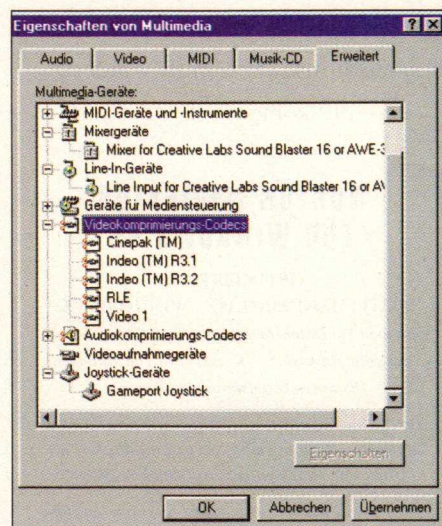 Eigenschaften von Multimedia
Audio Video MIDI Musik-CD Erweitert
Multimedia-Geräte:
MIDI-Geräte und -Instrumente
Mixergeräte
Mixer for Creative Labs Sound Blaster 16 or AWE-3
Line-In-Geräte
Line Input for Creative Labs Sound Blaster 16 or AV
Geräte für Mediensteuerung
Videokomprimierungs-Codecs
Cinepak (TM)
Indeo (TM) R3.1
Indeo (TM) R3.2
RLE
Video 1
Audiokomprimierungs-Codecs
Videoaufnahmegeräte
Joystick-Geräte
Gameport Joystick
Eigenschaften
OK Abbrechen Übernehmen